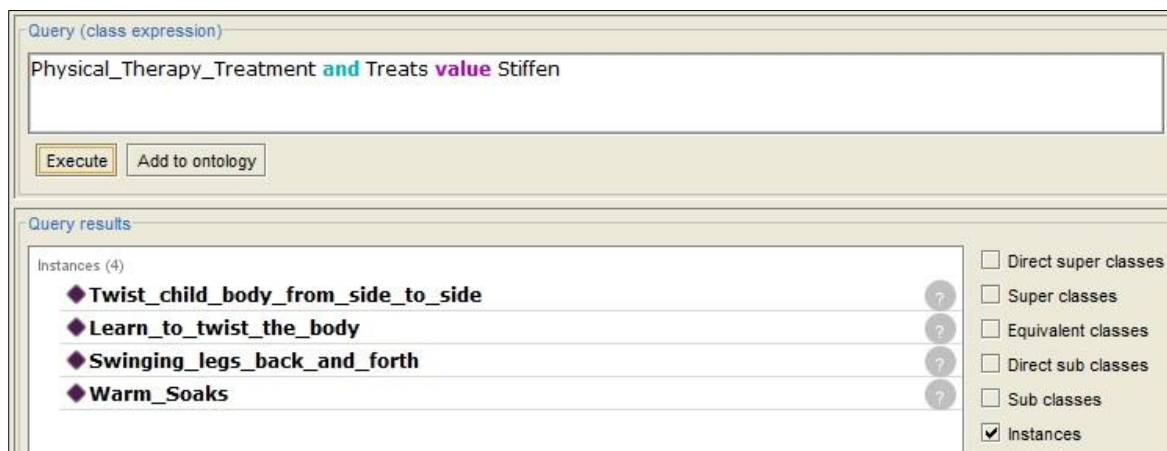 Query (class expression)
Physical_Therapy_Treatment and Treats value Stiffen
Execute
Add to ontology
Query results
Instances (4)
Twist_child_body_from_side_to_side
?
Learn_to_twist_the_body
?
Swinging_legs_back_and_forth
?
Warm_Soaks
?
Direct super classes
Super classes
Equivalent classes
Direct sub classes
Sub classes
Instances